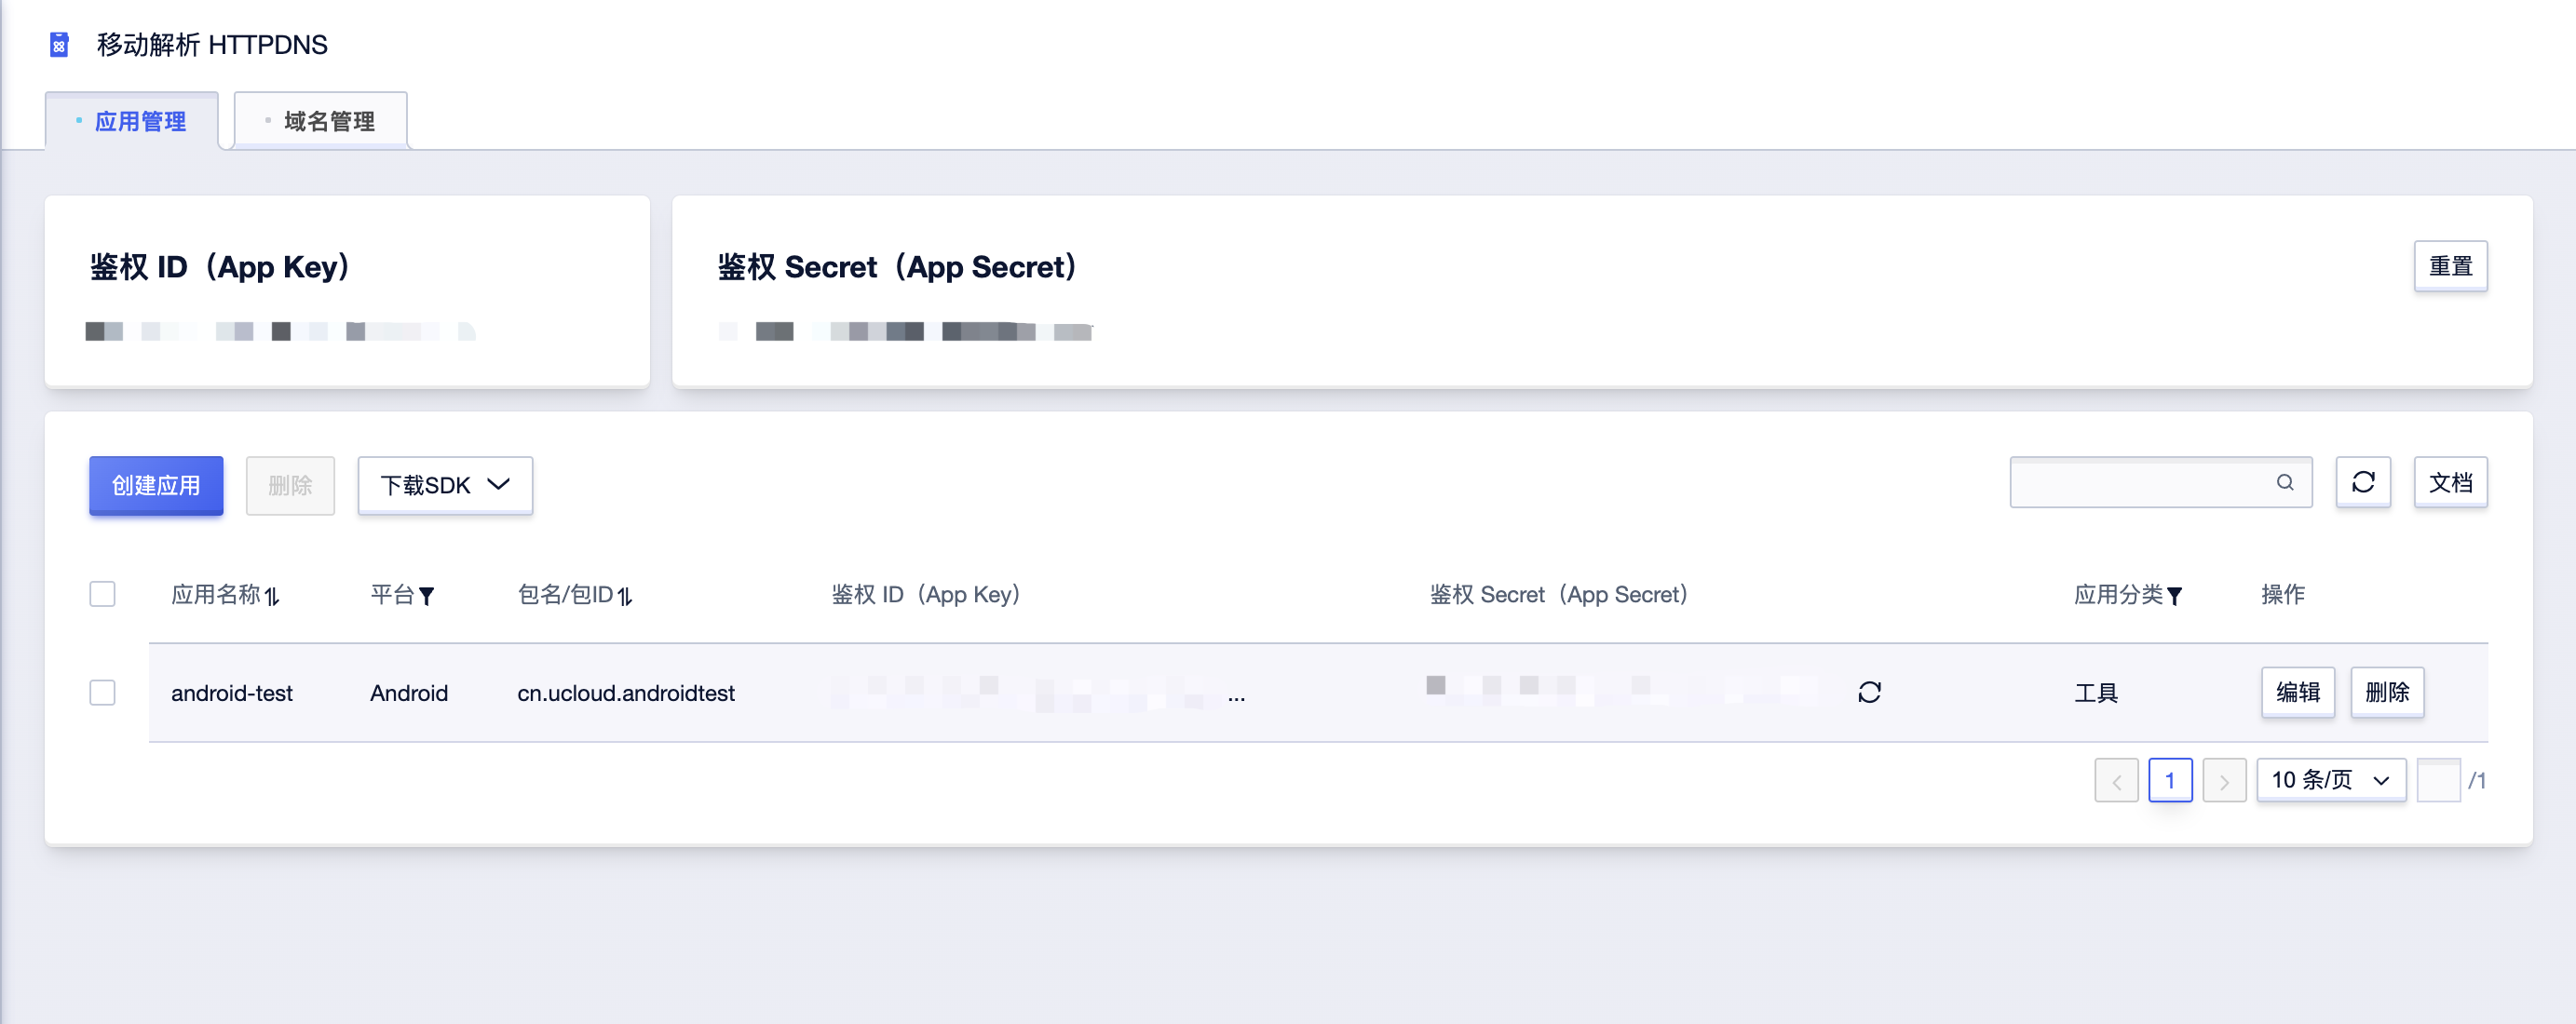 移动解析 HTTPDNS
应用管理
域名管理
鉴权 ID（App Key）
鉴权 Secret（App Secret）
重置
创建应用
删除
下载SDK
文档
应用名称 平台 包名/包ID 鉴权 ID（App Key） 鉴权 Secret（App Secret） 应用分类 操作
android-test Android cn.ucloud.androidtest ... 工具 编辑 删除
1 10 条/页 /1